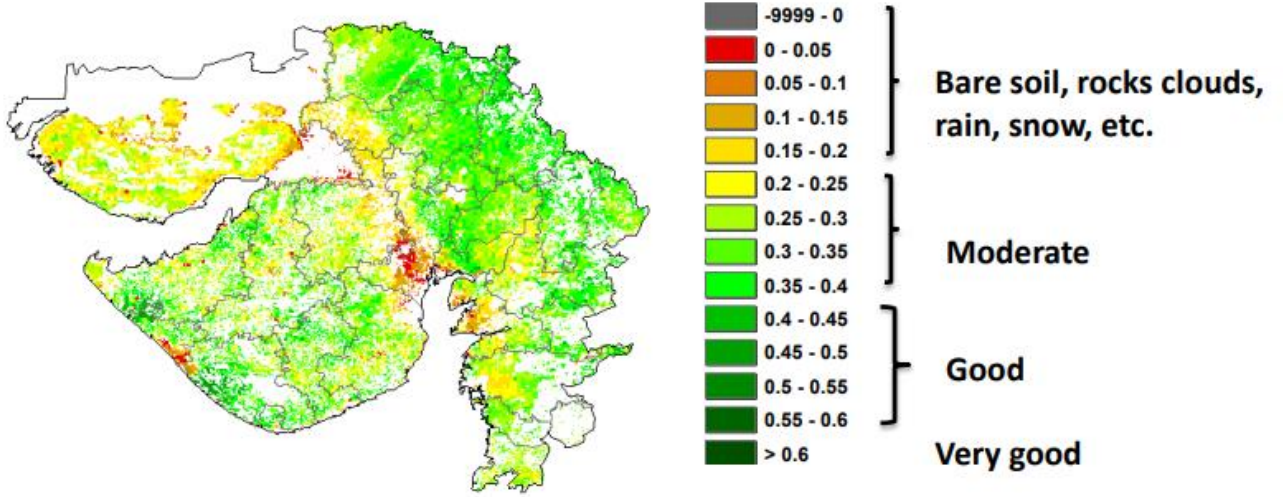 -9999 - 0
0 - 0.05
0.05 - 0.1
0.1 - 0.15
0.15 - 0.2
0.2 - 0.25
0.25 - 0.3
0.3 - 0.35
0.35 - 0.4
0.4 - 0.45
0.45 - 0.5
0.5 - 0.55
0.55 - 0.6
> 0.6
Bare soil, rocks clouds,
rain, snow, etc.
Moderate
Good
Very good